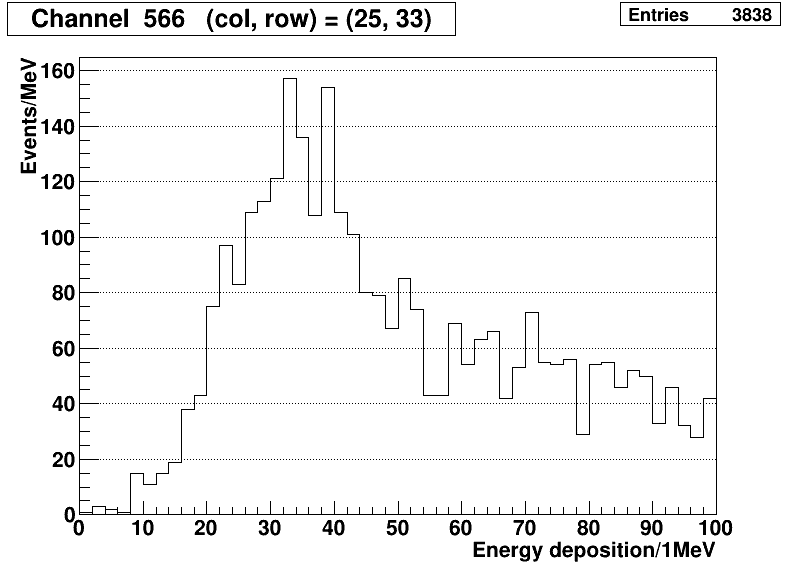 Channel 566 (col, row) = (25, 33)
Entries 3838
Events/MeV
160
140
120
100
80
60
40
20
0
0 10 20 30 40 50 60 70 80 90 100
Energy deposition/1MeV